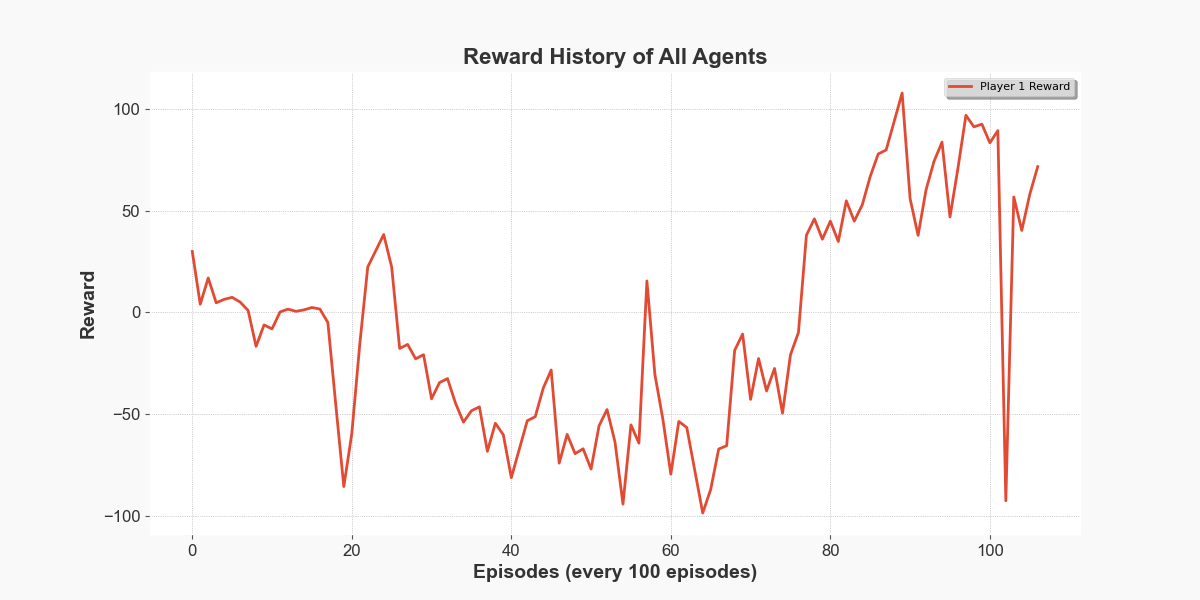 Reward History of All Agents
Player 1 Reward
Reward
100
50
0
−50
−100
0 20 40 60 80 100
Episodes (every 100 episodes)